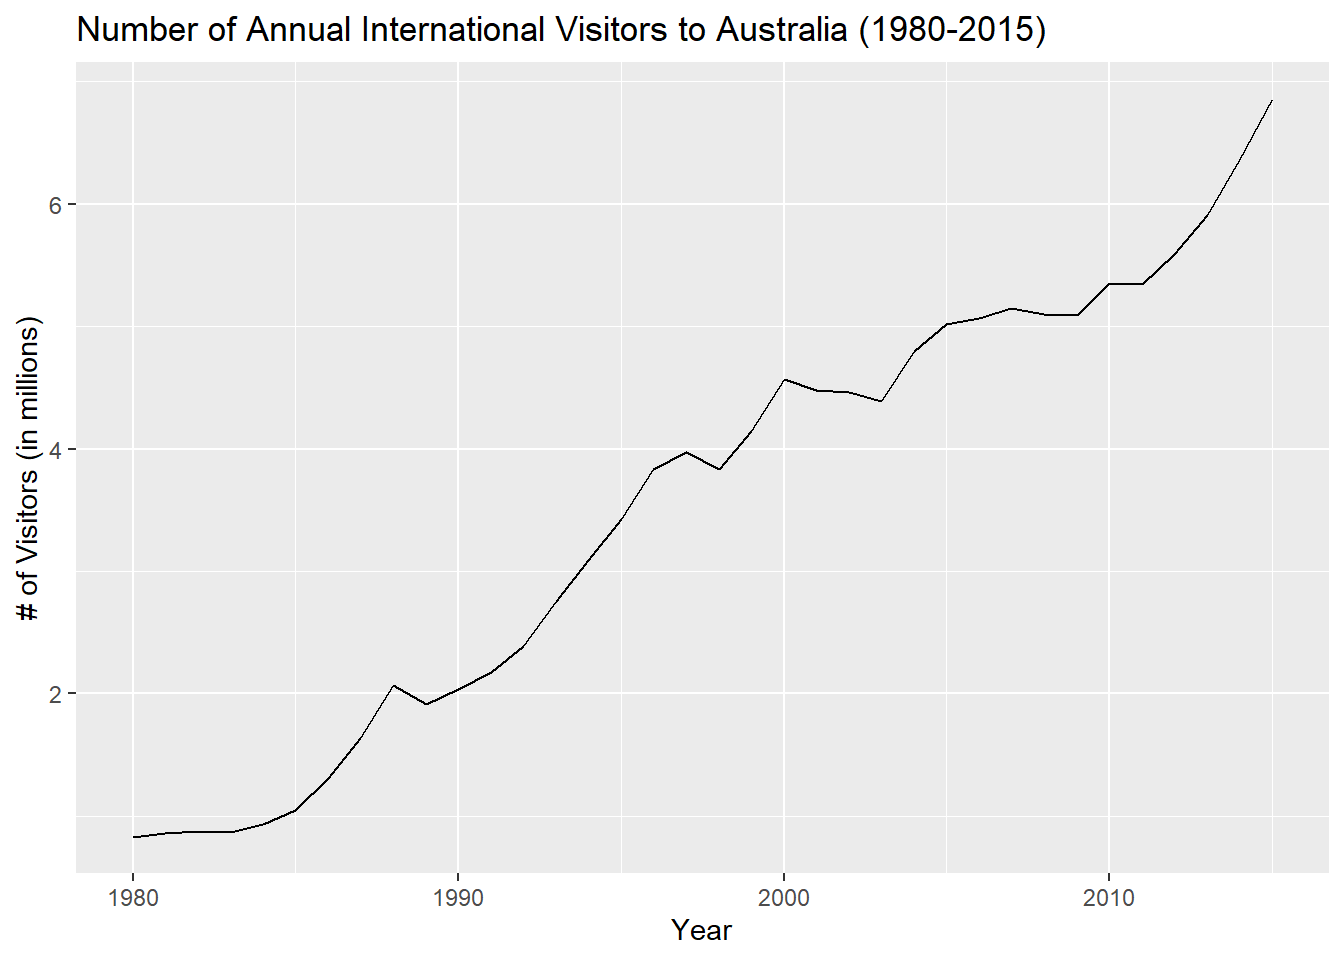 Number of Annual International Visitors to Australia (1980-2015)
# of Visitors (in millions)
6
4
2
1980 1990 2000 2010
Year